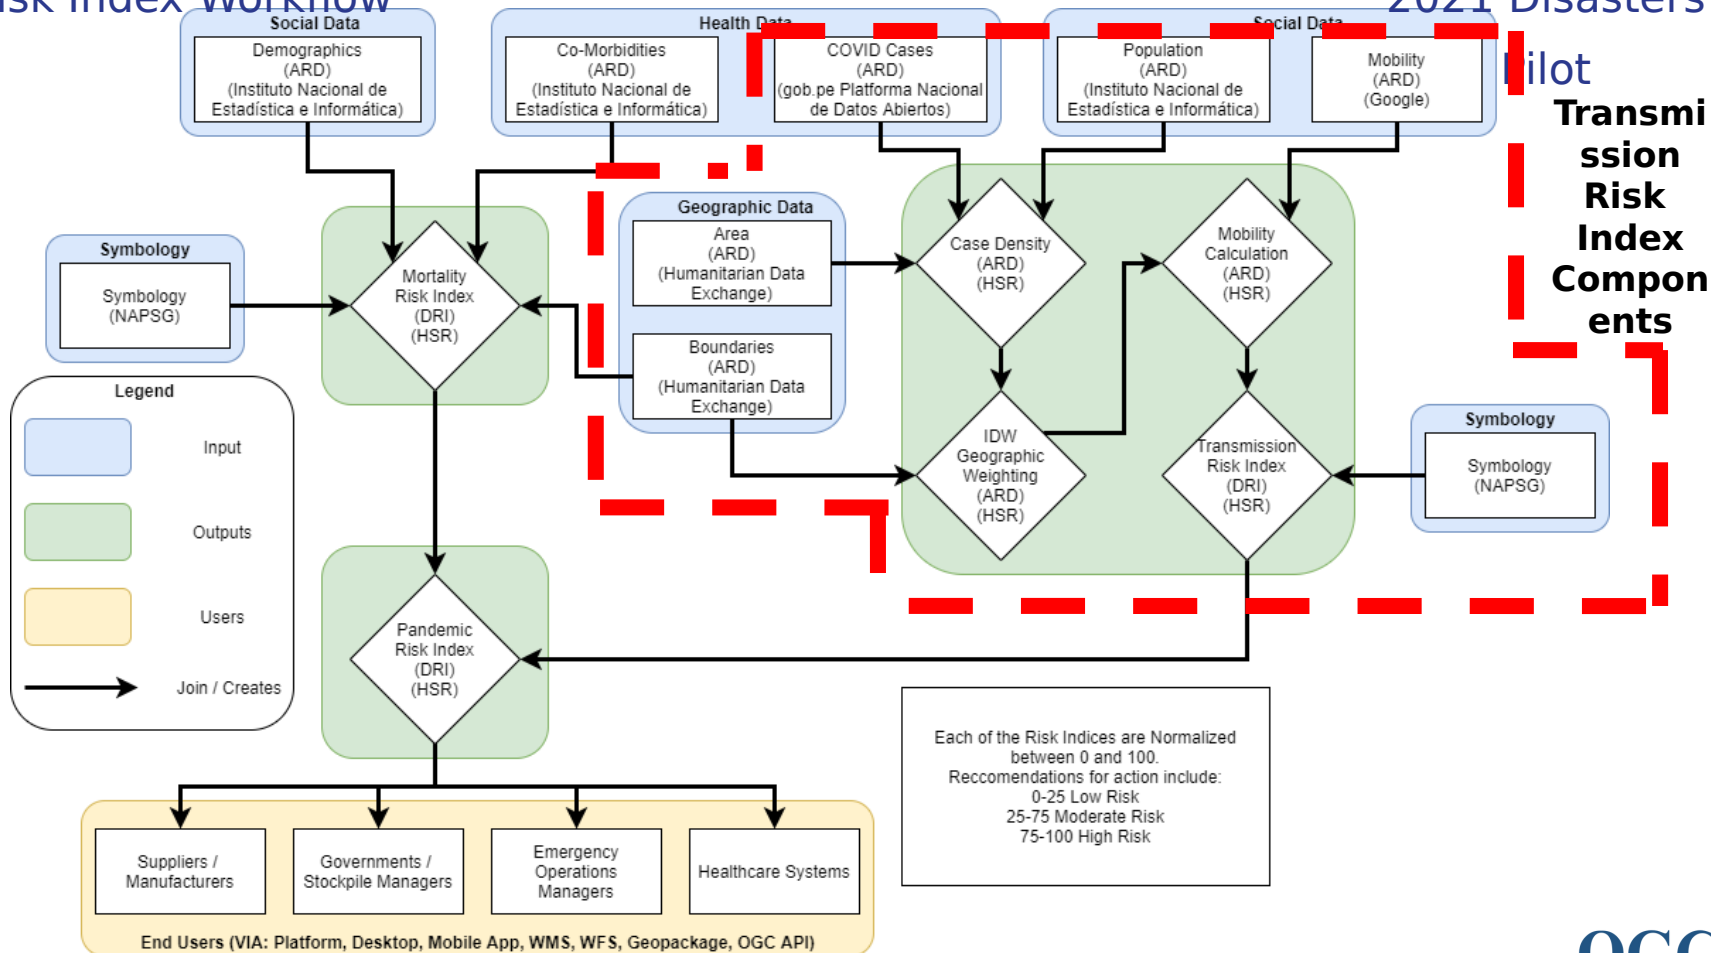 isk Index Workflow
2021 Disasters
Pilot
Social Data
Demographics
(ARD)
(Instituto Nacional de
Estadística e Informática)
Health Data
Co-Morbidities
(ARD)
(Instituto Nacional de
Estadística e Informática)
COVID Cases
(ARD)
(gob.pe Platforma Nacional
de Datos Abiertos)
Social Data
Population
(ARD)
(Instituto Nacional de
Estadística e Informática)
Mobility
(ARD)
(Google)
Transmi
ssion
Risk
Index
Compon
ents
Symbology
Symbology
(NAPSG)
Mortality
Risk Index
(DRI)
(HSR)
Geographic Data
Area
(ARD)
(Humanitarian Data
Exchange)
Boundaries
(ARD)
(Humanitarian Data
Exchange)
Case Density
(ARD)
(HSR)
Mobility
Calculation
(ARD)
(HSR)
IDW
Geographic
Weighting
(ARD)
(HSR)
Transmission
Risk Index
(DRI)
(HSR)
Symbology
Symbology
(NAPSG)
Legend
Input
Outputs
Users
Join / Creates
Pandemic
Risk Index
(DRI)
(HSR)
Each of the Risk Indices are Normalized
between 0 and 100.
Reccomendations for action include:
0-25 Low Risk
25-75 Moderate Risk
75-100 High Risk
Suppliers /
Manufacturers
Governments /
Stockpile Managers
Emergency
Operations
Managers
Healthcare Systems
End Users (VIA: Platform, Desktop, Mobile App, WMS, WFS, Geopackage, OGC API)
OGC